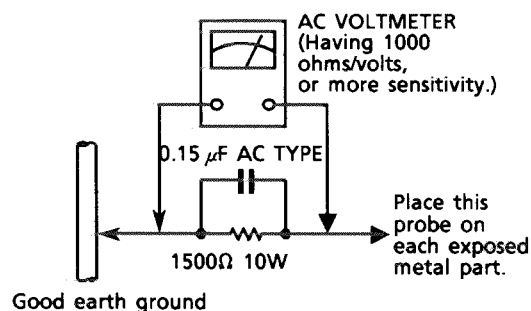 AC VOLTMETER
(Having 1000
ohms/volts,
or more sensitivity.)
0.15 μF AC TYPE
1500Ω 10W
Place this
probe on
each exposed
metal part.
Good earth ground